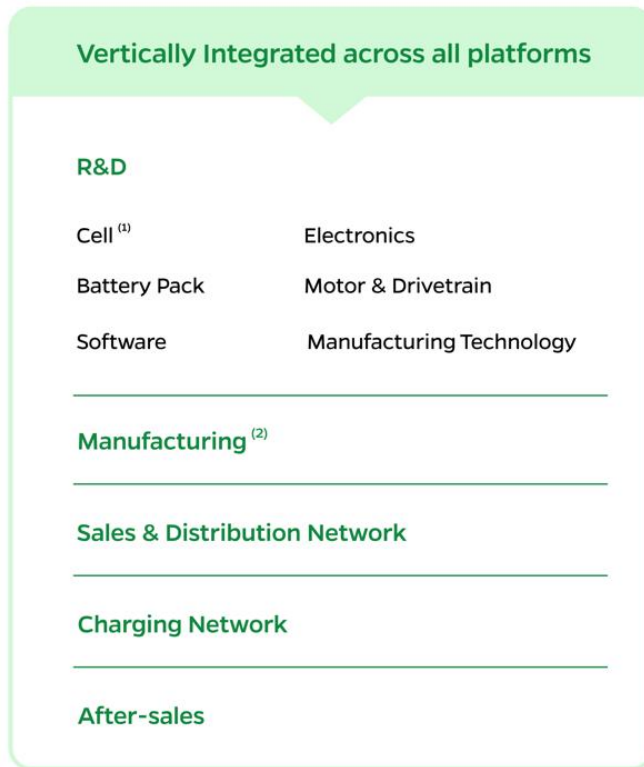 Vertically Integrated across all platforms
R&D
Cell (1) Electronics
Battery Pack Motor & Drivetrain
Software Manufacturing Technology
Manufacturing (2)
Sales & Distribution Network
Charging Network
After-sales